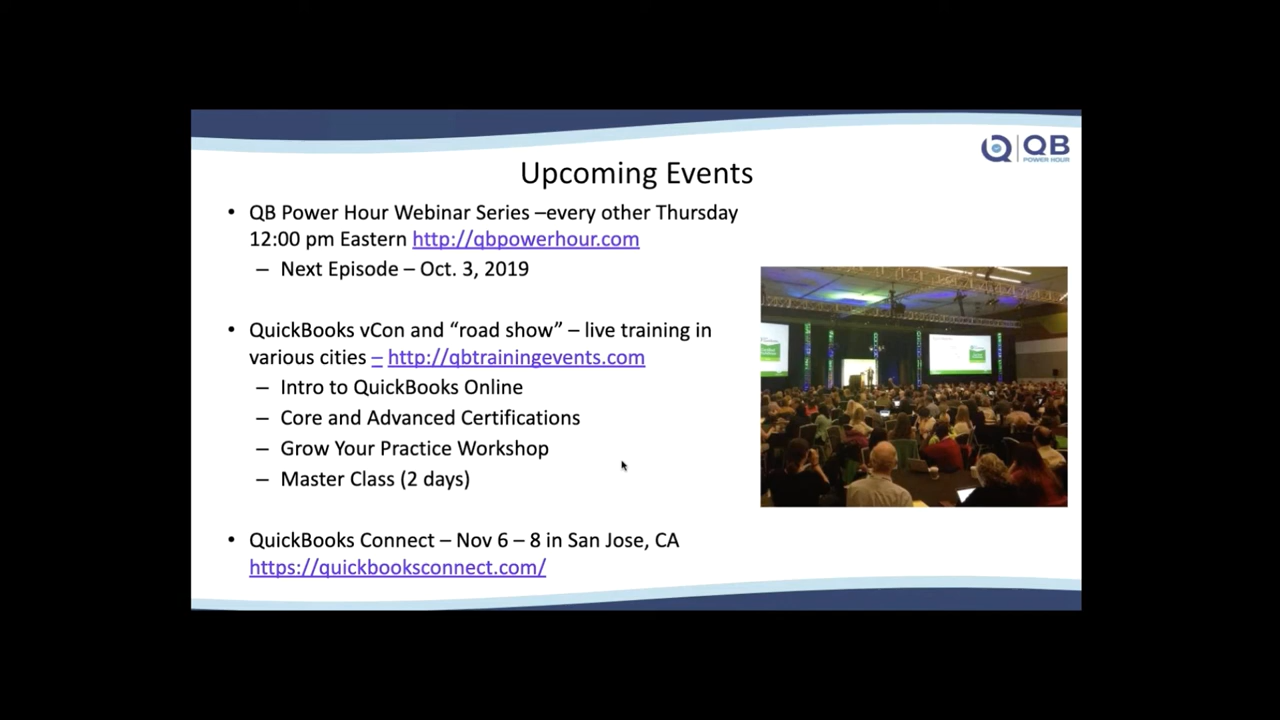 QB
POWER HOUR
Upcoming Events
• QB Power Hour Webinar Series –every other Thursday
12:00 pm Eastern http://qbpowerhour.com
– Next Episode – Oct. 3, 2019
• QuickBooks vCon and “road show” – live training in
various cities – http://qbtrainingevents.com
– Intro to QuickBooks Online
– Core and Advanced Certifications
– Grow Your Practice Workshop
– Master Class (2 days)
• QuickBooks Connect – Nov 6 – 8 in San Jose, CA
https://quickbooksconnect.com/